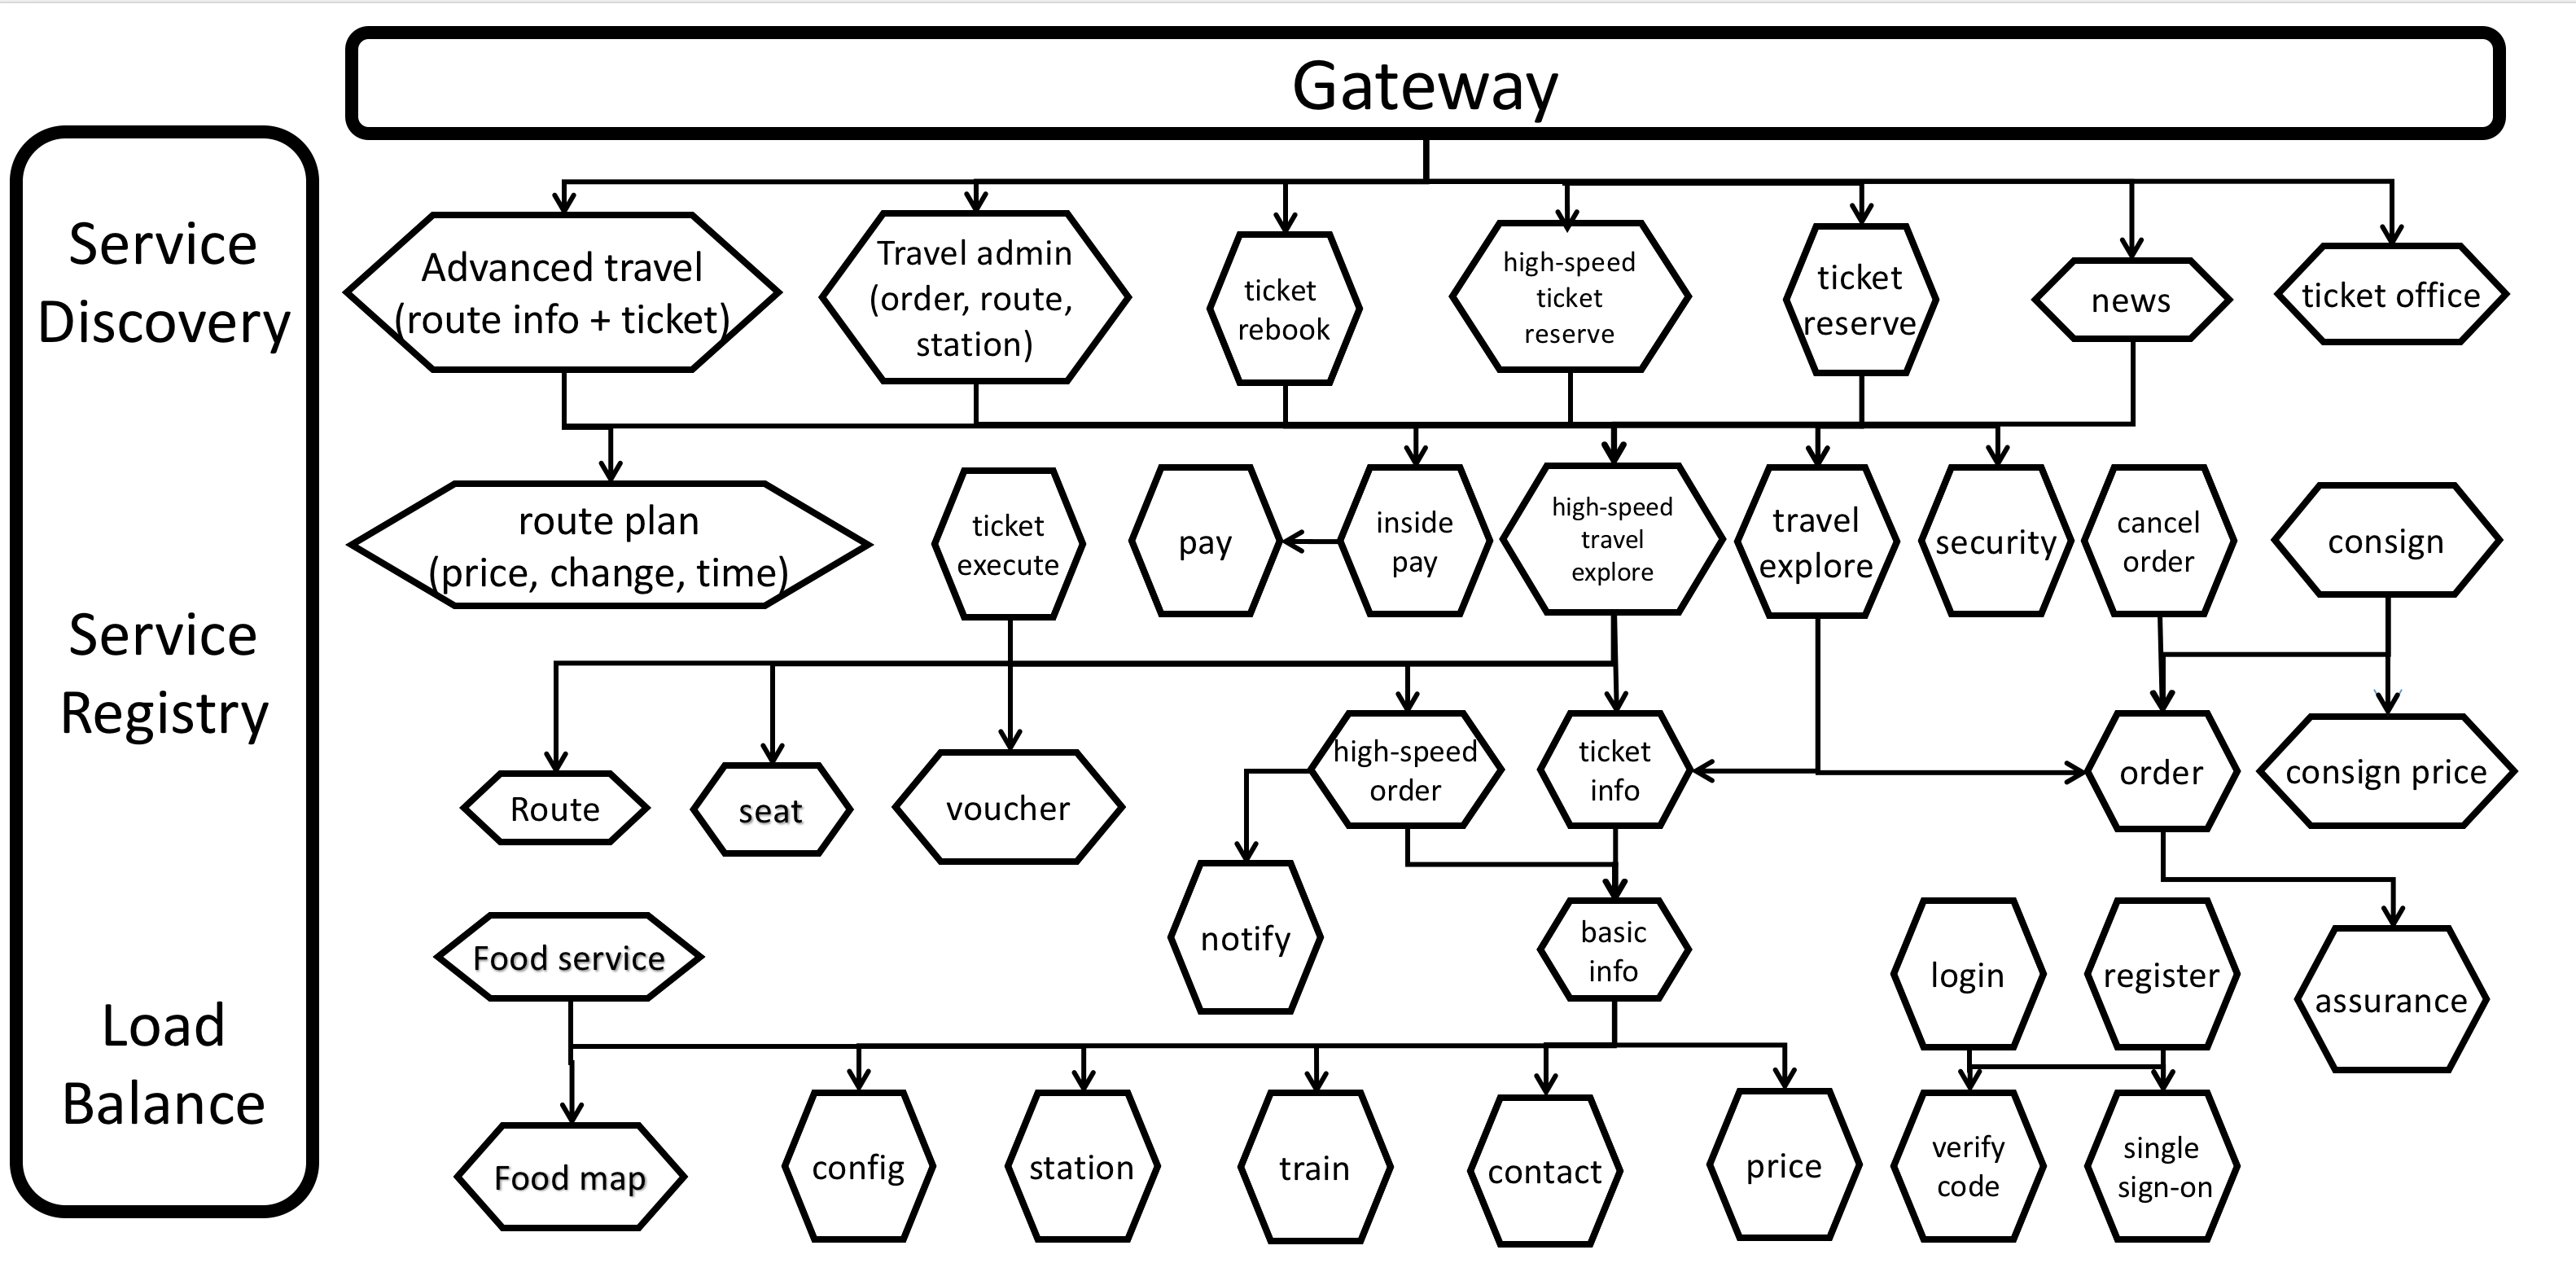 Gateway
Service
Discovery
Service
Registry
Load
Balance
Advanced travel
(route info + ticket)
Travel admin
(order, route,
station)
ticket
rebook
high-speed
ticket
reserve
ticket
reserve
news
ticket office
route plan
(price, change, time)
ticket
execute
pay
inside
pay
high-speed
travel
explore
travel
explore
security
cancel
order
consign
Route
seat
voucher
high-speed
order
ticket
info
order
consign price
Food service
notify
basic
info
login
register
assurance
Food map
config
station
train
contact
price
verify
code
single
sign-on